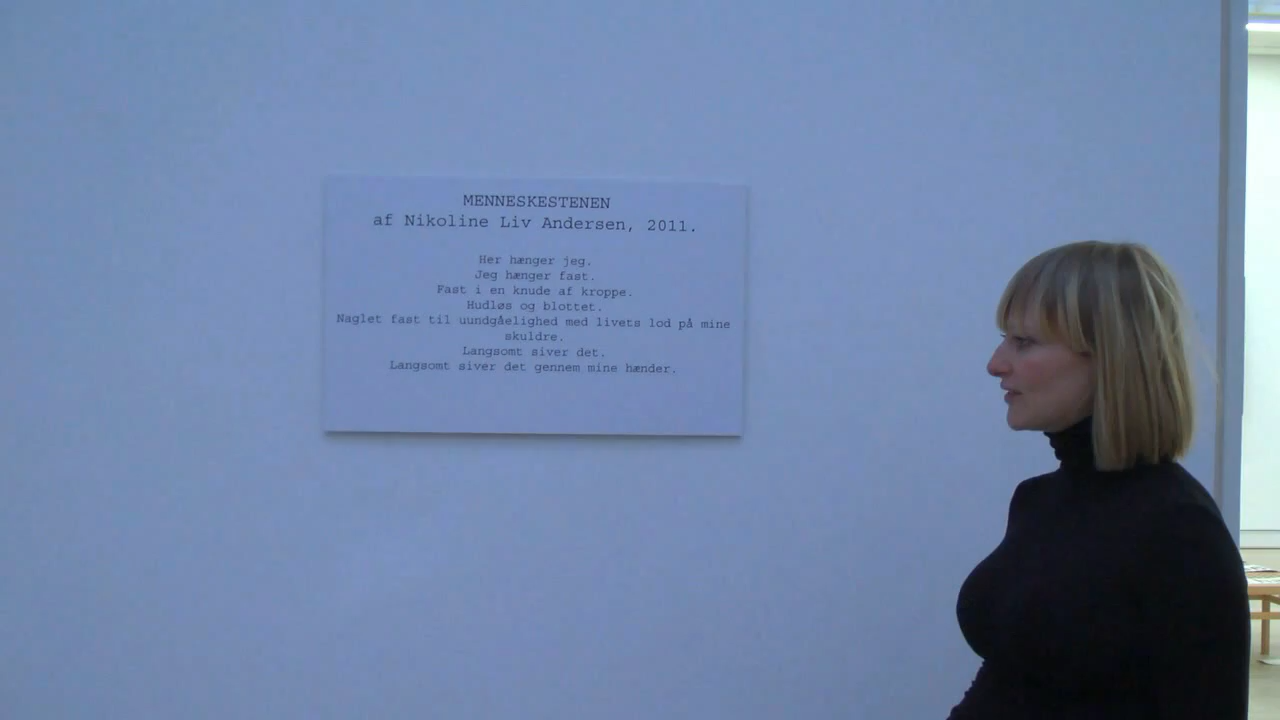 MENNESKESTENEN
af Nikoline Liv Andersen, 2011.
Her hænger jeg.
Jeg hænger fast.
Fast i en knude af kroppe.
Hudløs og blottet.
Naglet fast til uundgåelighed med livets lod på mine
skuldre.
Langsomt siver det.
Langsomt siver det gennem mine hænder.